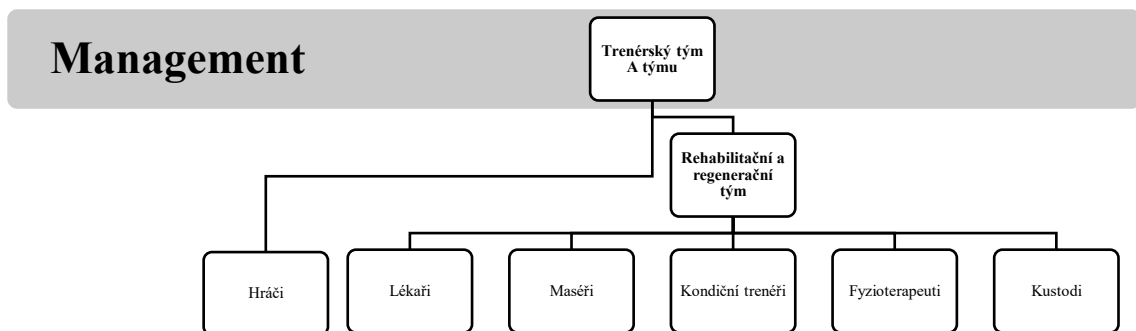 Management
Trenérský tým
A týmu
Rehabilitační a
regenerační
tým
Hráči
Lékaři
Maséři
Kondiční trenéři
Fyzioterapeuti
Kustodi